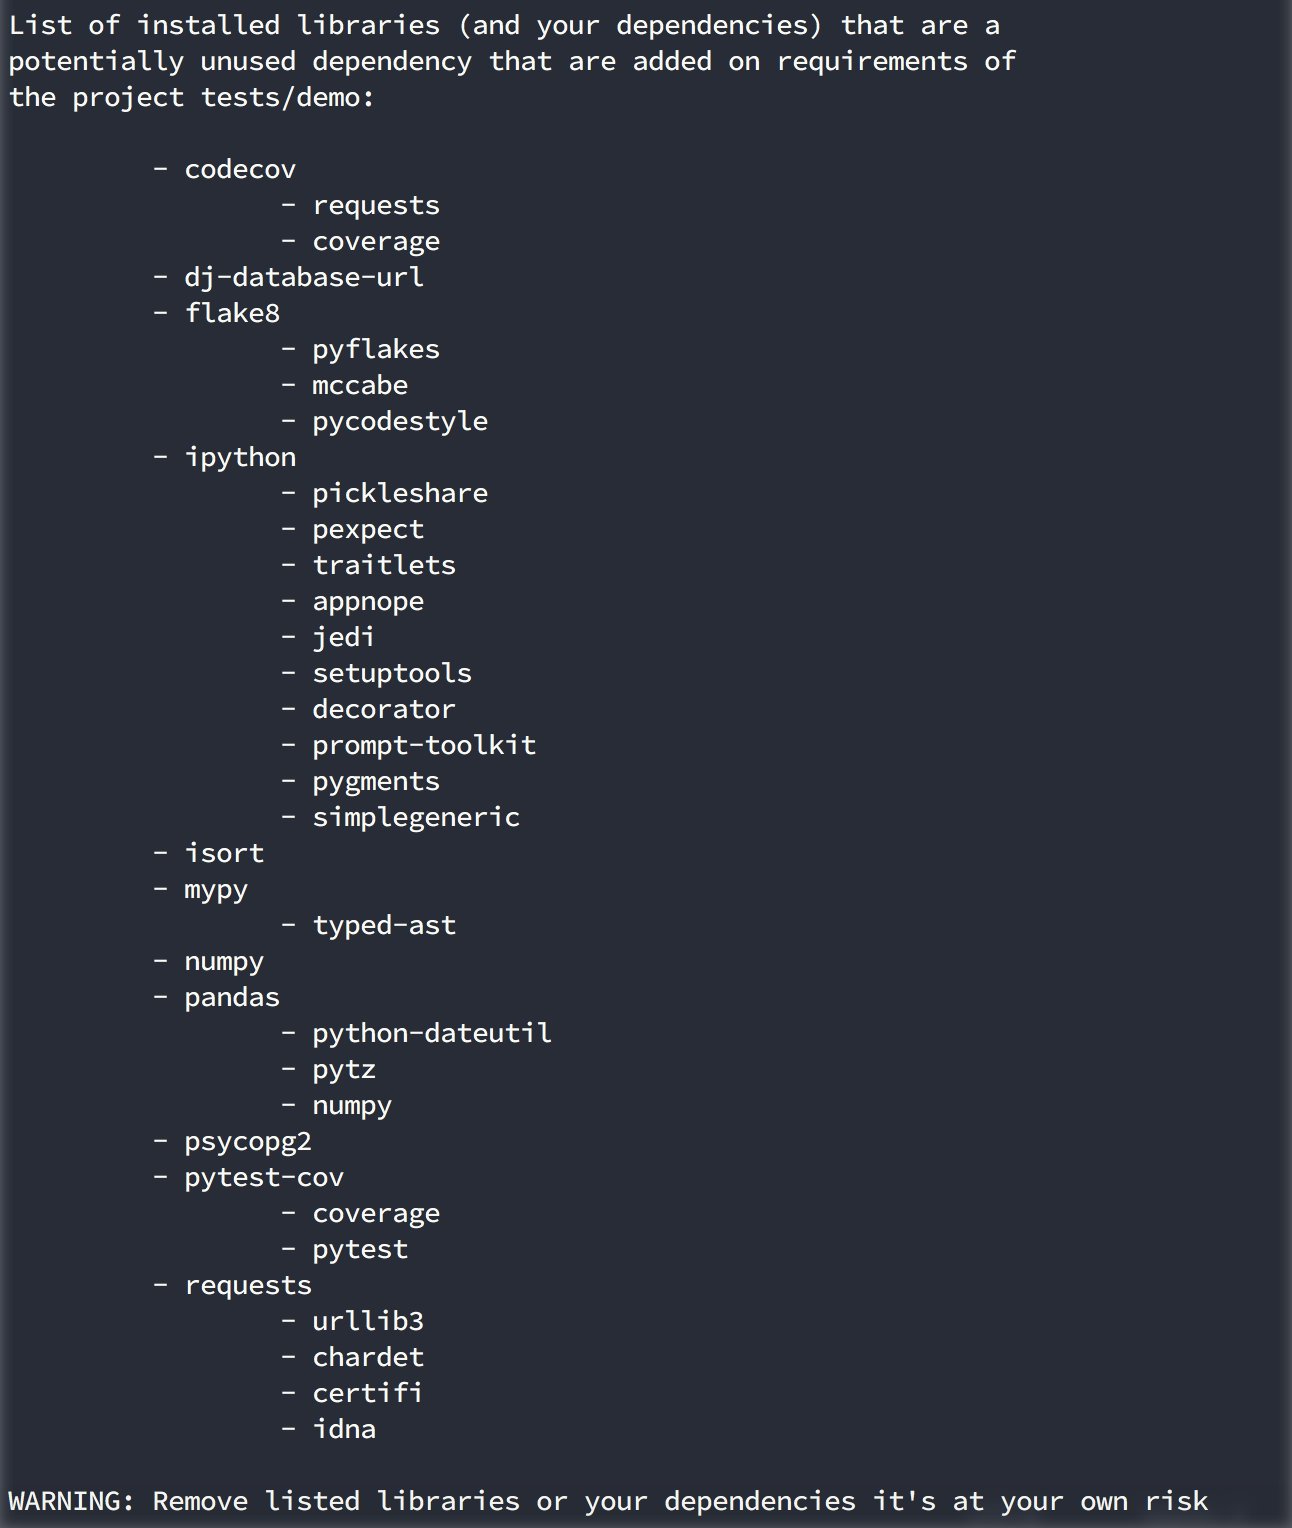 List of installed libraries (and your dependencies) that are a
potentially unused dependency that are added on requirements of
the project tests/demo:
- codecov
- requests
- coverage
- dj-database-url
- flake8
- pyflakes
- mccabe
- pycodestyle
- ipython
- pickleshare
- pexpect
- traitlets
- appnope
- jedi
- setuptools
- decorator
- prompt-toolkit
- pygments
- simplegeneric
- isort
- mypy
- typed-ast
- numpy
- pandas
- python-dateutil
- pytz
- numpy
- psycopg2
- pytest-cov
- coverage
- pytest
- requests
- urllib3
- chardet
- certifi
- idna
WARNING: Remove listed libraries or your dependencies it's at your own risk